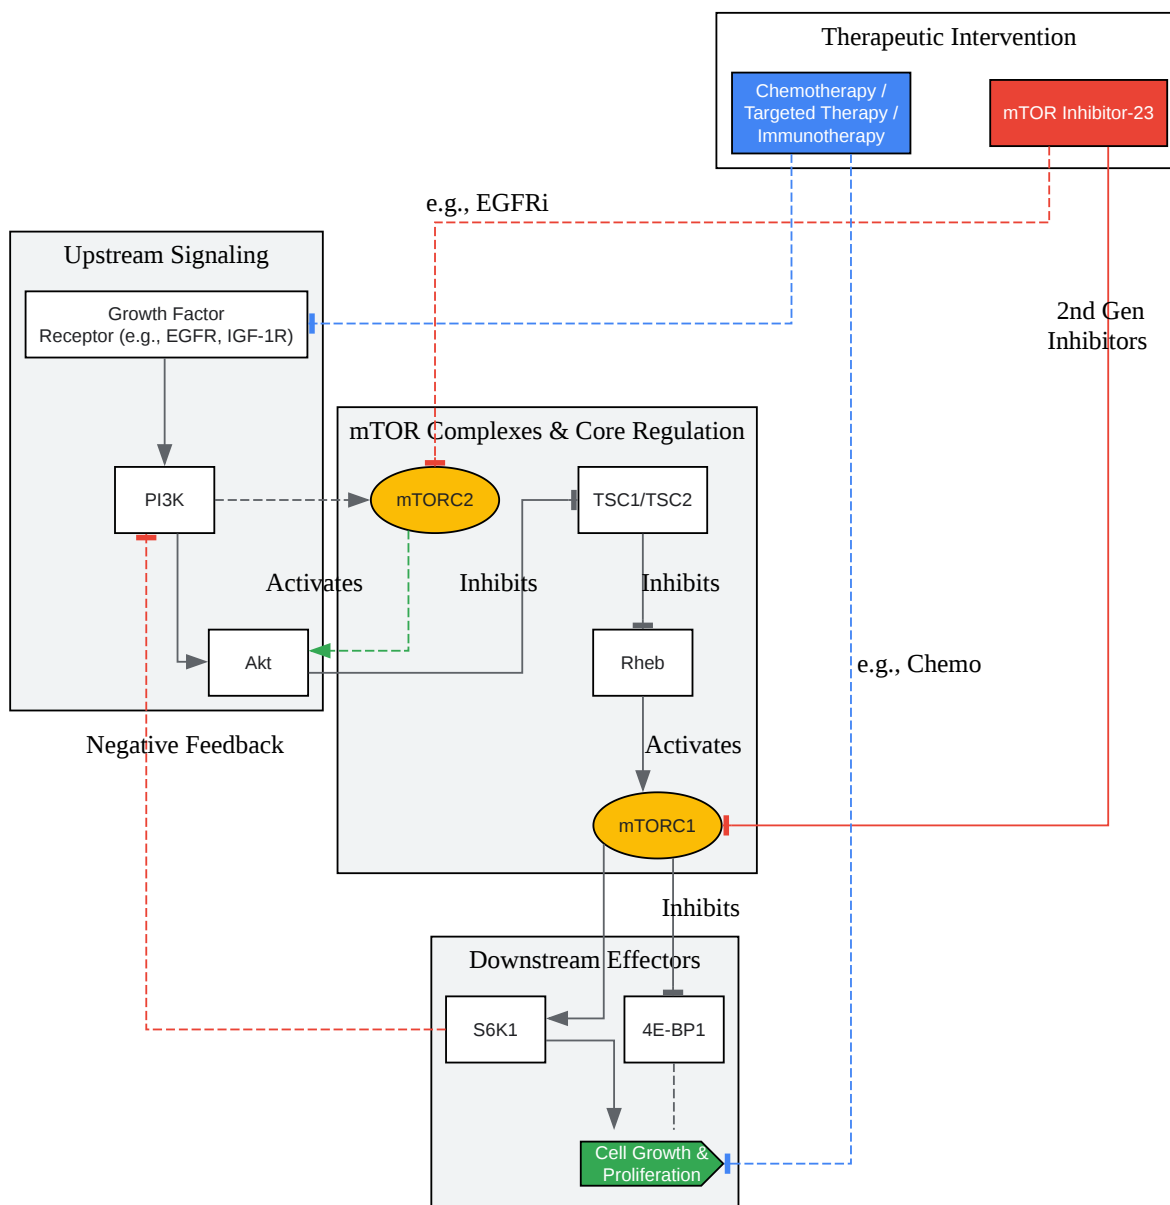 Therapeutic Intervention
Chemotherapy /
Targeted Therapy /
Immunotherapy
mTOR Inhibitor-23
e.g., EGFRi
Upstream Signaling
Growth Factor
Receptor (e.g., EGFR, IGF-1R)
2nd Gen
Inhibitors
mTOR Complexes & Core Regulation
PI3K
mTORC2
TSC1/TSC2
Activates
Inhibits
Inhibits
Akt
Rheb
e.g., Chemo
Negative Feedback
Activates
mTORC1
Inhibits
Downstream Effectors
S6K1
4E-BP1
Cell Growth &
Proliferation